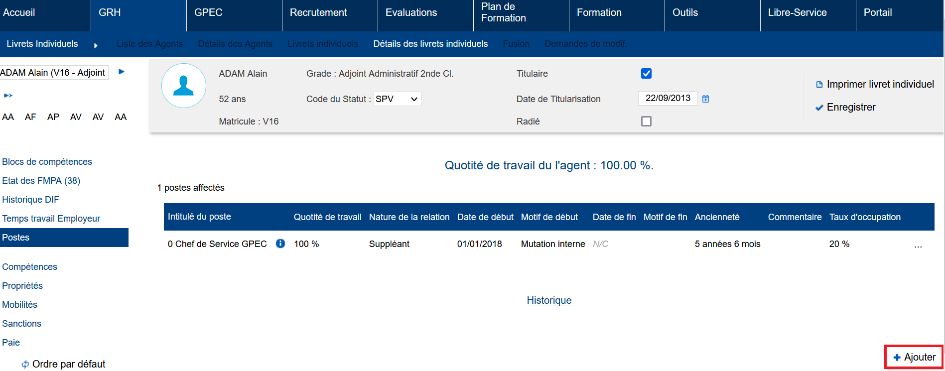 Accueil GRH GPEC Recrutement Evaluations Plan de Formation Formation Outils Libre-Service Portail
Livrets Individuels Liste des Agents Détails des Agents Livrets individuels Détails des livrets individuels Fusion Demandes de modif.
ADAM Alain (V16 - Adjoint
AA AF AP AV AV AA
ADAM Alain Grade : Adjoint Administratif 2nde Cl. Titulaire
52 ans Code du Statut : SPV Date de Titularisation 22/09/2013
Matricule : V16 Radié
Imprimer livret individuel
Enregistrer
Blocs de compétences
Etat des FMPA (38)
Historique DIF
Temps travail Employeur
Postes
Compétences
Propriétés
Mobilités
Sanctions
Paie
Ordre par défaut
Quotité de travail du l'agent : 100.00 %.
1 postes affectés
Intitulé du poste Quotité de travail Nature de la relation Date de début Motif de début Date de fin Motif de fin Ancienneté Commentaire Taux d'occupation
0 Chef de Service GPEC 100 % Suppléant 01/01/2018 Mutation interne N/C 5 années 6 mois 20 % ...
Historique
+ Ajouter